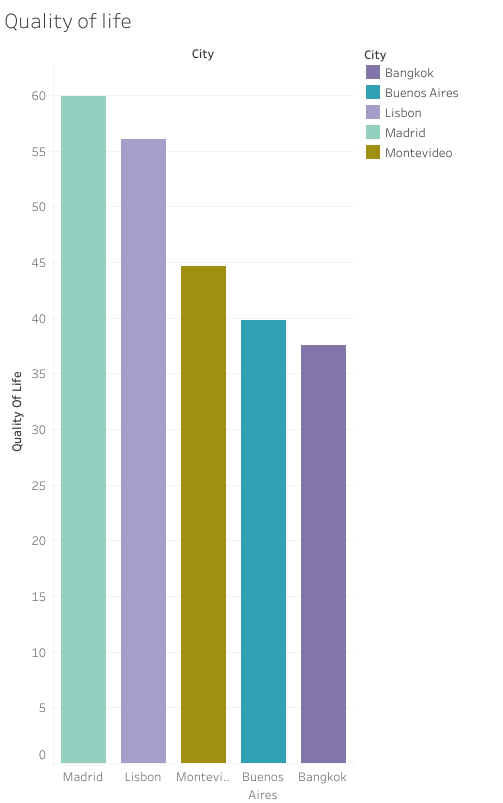 Quality of life
City
City
Bangkok
Buenos Aires
Lisbon
Madrid
Montevideo
Quality Of Life
60
55
50
45
40
35
30
25
20
15
10
5
0
Madrid
Lisbon
Montevi..
Buenos
Aires
Bangkok